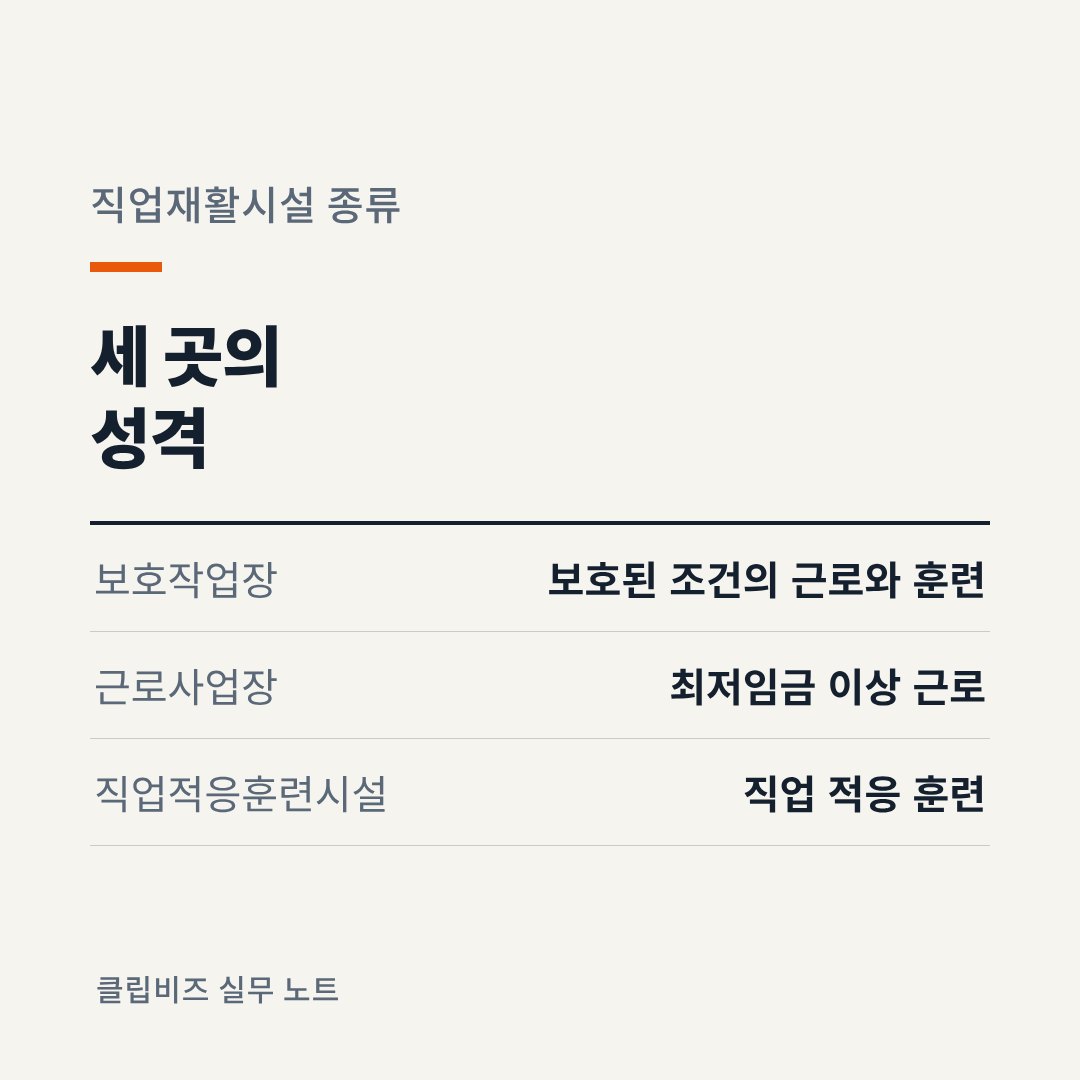 직업재활시설 종류
세 곳의
성격
보호작업장 보호된 조건의 근로와 훈련
근로사업장 최저임금 이상 근로
직업적응훈련시설 직업 적응 훈련
클립비즈 실무 노트